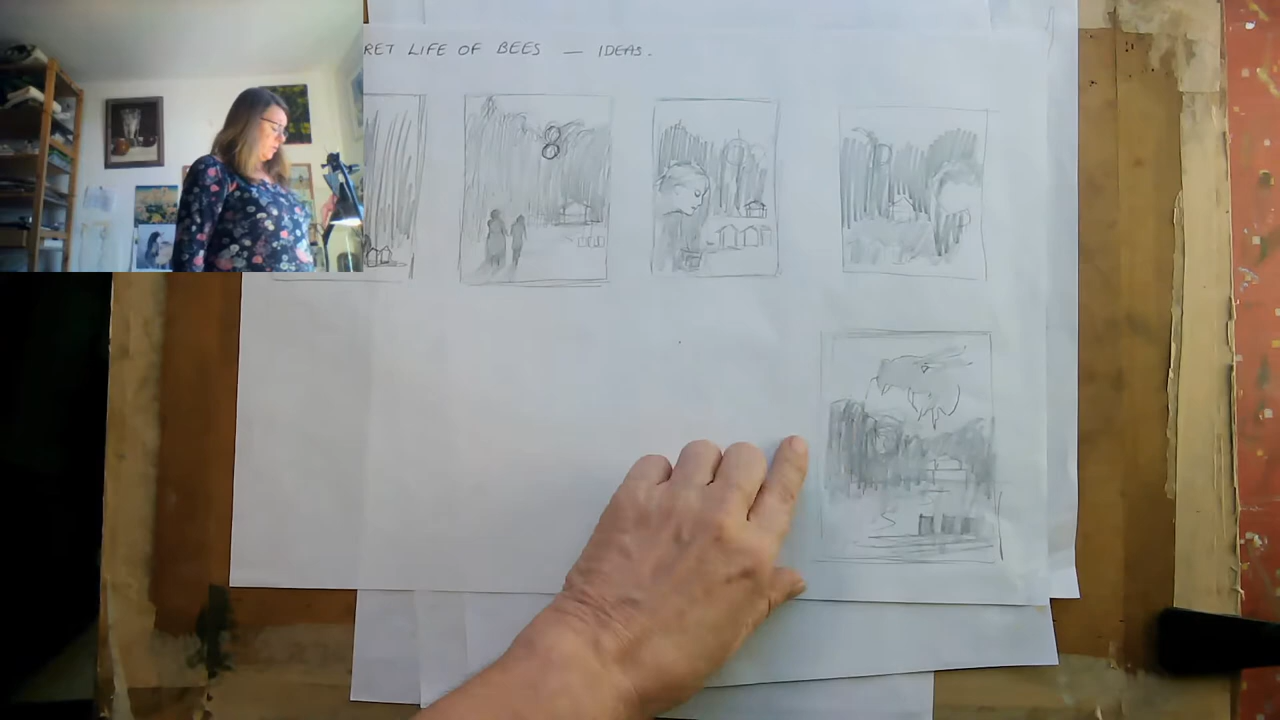 RET LIFE OF BEES — IDEAS.